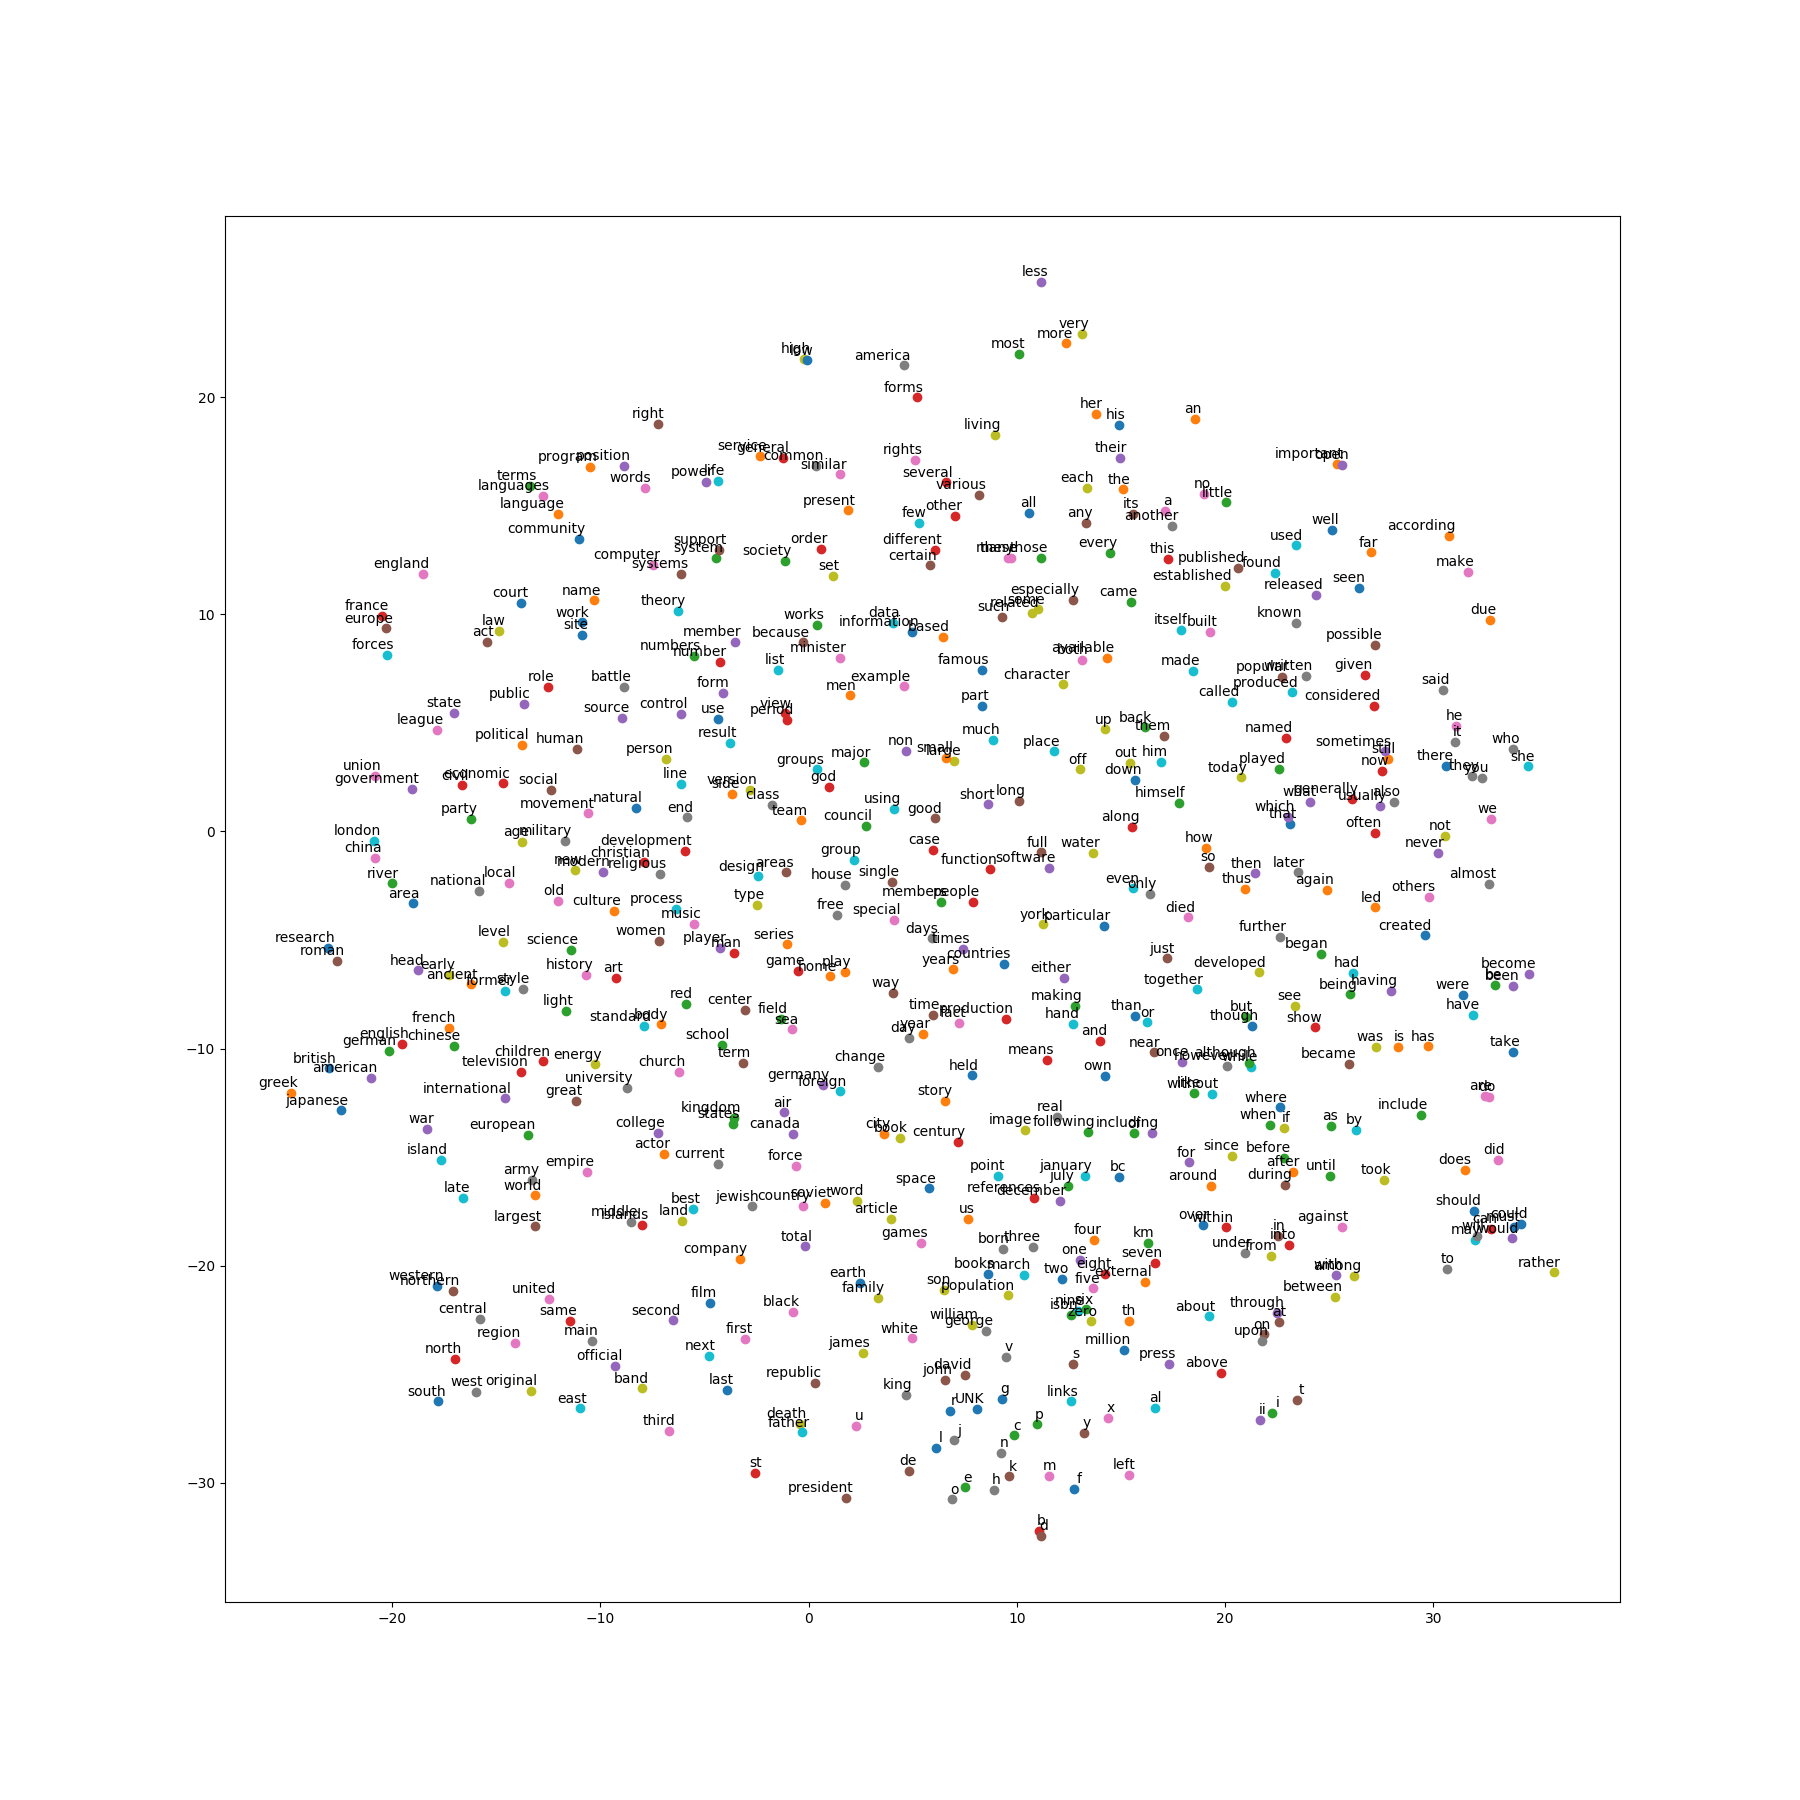 less
very
more
most
high low
america
20
forms
her
his
an
right
living
service general common
their
rights
important open
program position
power life
similar
several
terms
languages
words
various
each
the
no little
language
present
few other
all
any
its a another
community
well
according
support
system
society
order
different
certain
many these those
every
this
used
far
england
computer
systems
set
published found
make
established
released
seen
court
name
theory
especially
came
10
france
europe
law
act
work
site
works
data
information based
such related some
itself built
known
due
forces
numbers number
member
because
minister
famous
both available
possible
role
battle
list
example
character
made
popular written
given
public
form
men
part
called
produced
considered
said
state
source
control
use
view
period
up back them
league
political
human
result
much
place
named
sometimes still
he
it
who
person
non
small large
major
off
out him
down
played
now
there they you
she
union
government
civil economic
social
line
version
side
groups
god
today
movement
natural
end
class
using
short
long
himself
what generally
usually also
which that
party
team
council
good
along
often
we
0
london
age military
development
case
full
water
how
not
never
china
new modern christian religious
design
areas
group
function
software
so
then
later
river
national
local
house
single
even only
thus
again
almost
area
old
culture
process
type
members people
others
music
free
special
york particular
died
led
level
women
player man
series
days times
further
created
research
roman
science
countries
just
began
head early
ancient
history
art
game home play
years
either
together
developed
had
being having
become
be been
former style
way
were
light
red
center
field
sea
time fact production
making
hand
than or
but though
see
show
have
french
standard body
day year
and
english
german
chinese
school
near
once however although while
was is has
take
−10
british
american
television children
energy
church
term
change
means
became
greek
japanese
international
university
germany foreign
held
own
like without
are do
great
story
where
kingdom
states
air
real
include
war
european
college
canada
city book
century
image following including of
when if
as
by
island
actor
current
for
since
before
did
army
empire
force
point
january
bc
after
during
until
does
world
space
july
around
took
late
references december
best
jewish country soviet word
should
largest
middle islands
land
article
us
over within
against
may will can must could would
company
total
games
born three
four
km
in into
under from
to
one
seven
−20
western
northern
earth
family
books march
two
eight five external
with among
rather
united
son population
between
central
same
second
film
black
isbn nine six zero
th
about
through at
region
main
first
white
william
george
on
upon
north
official
next
james
v
s
million
press
above
south
west original
band
last
republic
john david
east
king
r UNK g
links
al
t
third
death
father
u
l j
c p
y
x
ii i
st
de
n
k
m
left
president
o e h
f
−30
b
d
−20 −10 0 10 20 30